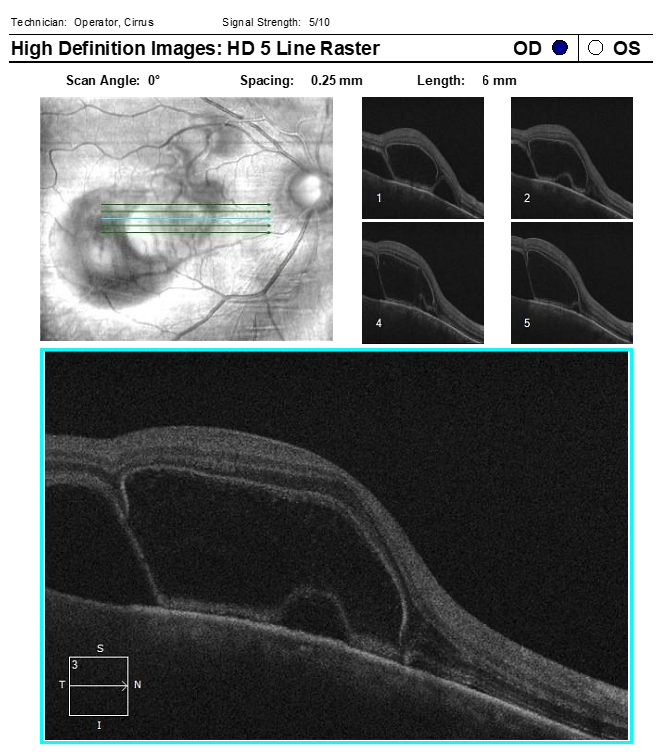 Technician: Operator, Cirrus Signal Strength: 5/10
High Definition Images: HD 5 Line Raster OD OS
Scan Angle: 0° Spacing: 0.25 mm Length: 6 mm
1 2
4 5
S
3
T N
I